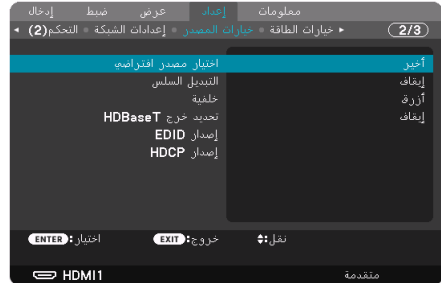 إدخال ضبط عرض إعداد معلومات
التحكم(2) إعدادات الشبكة خيارات المصدر خيارات الطاقة (2/3)
اختيار مصدر افتراضي أخير
التبديل السلس إيقاف
خلفية أزرق
تحديد خرج HDBaseT إيقاف
إصدار EDID
إصدار HDCP
ENTER :اختيار EXIT :خروج نقل:
HDMI1 متقدمة